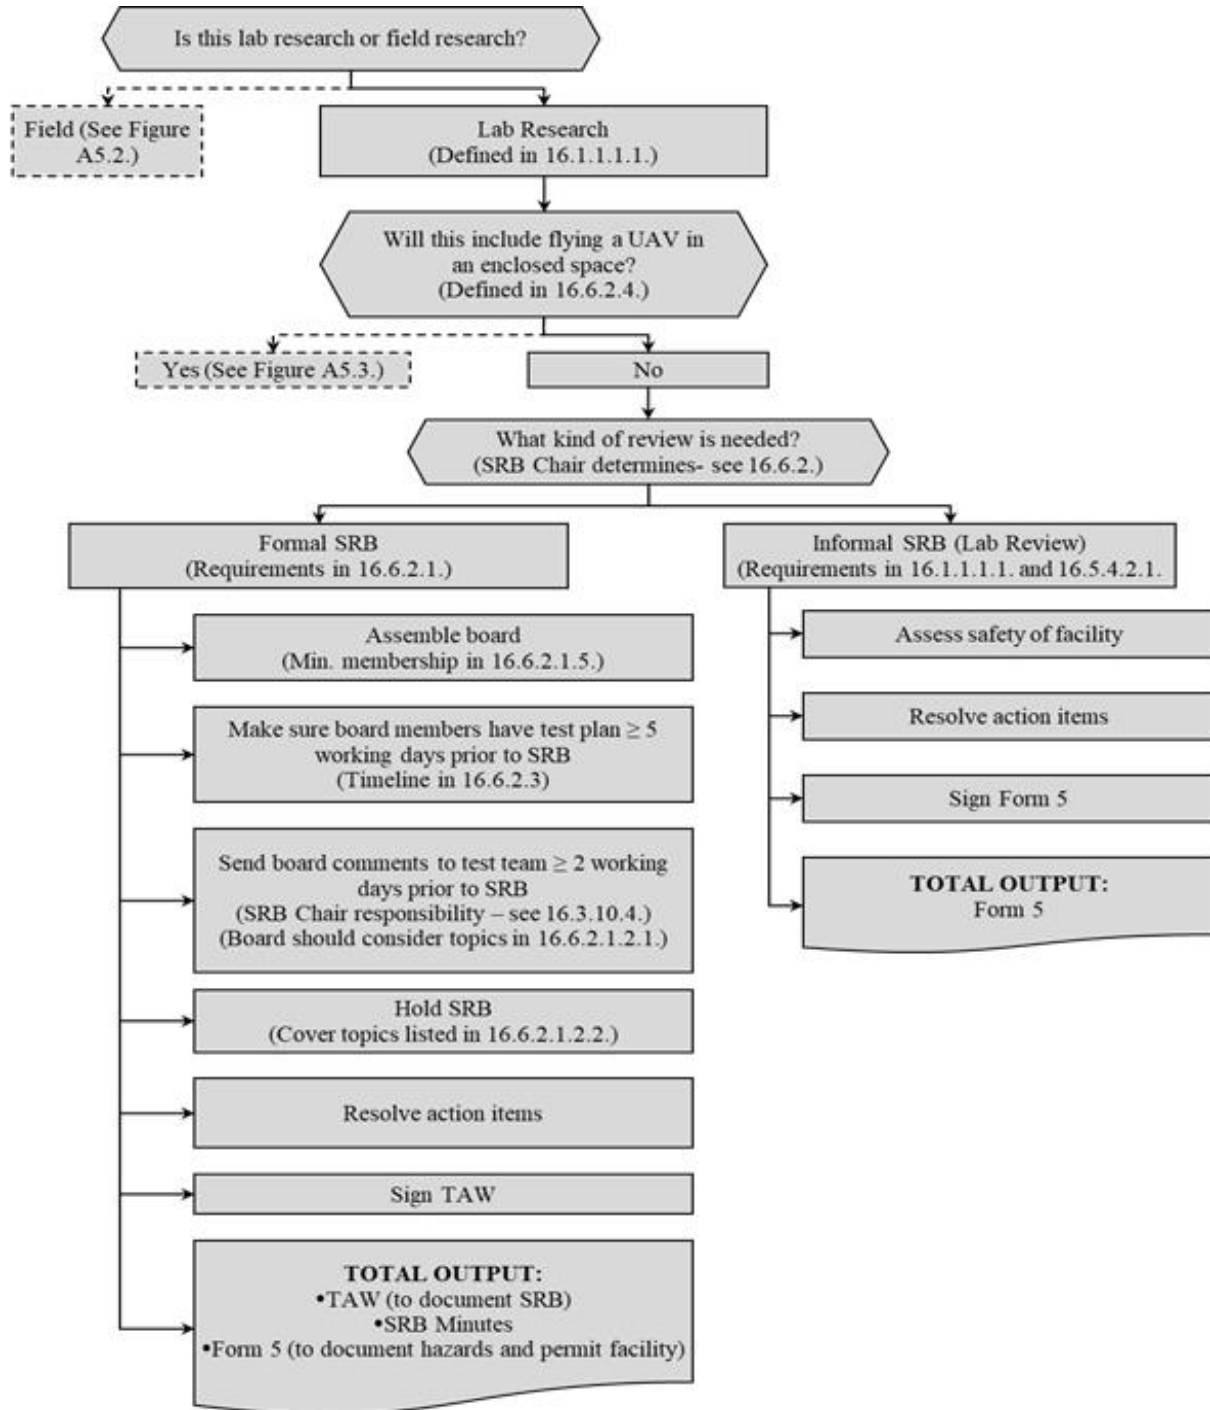 Is this lab research or field research?
Field (See Figure
A5.2.)
Lab Research
(Defined in 16.1.1.1.1.)
Will this include flying a UAV in
an enclosed space?
(Defined in 16.6.2.4.)
Yes (See Figure A5.3.)
No
What kind of review is needed?
(SRB Chair determines- see 16.6.2.)
Formal SRB
(Requirements in 16.6.2.1.)
Assemble board
(Min. membership in 16.6.2.1.5.)
Make sure board members have test plan ≥ 5
working days prior to SRB
(Timeline in 16.6.2.3)
Send board comments to test team ≥ 2 working
days prior to SRB
(SRB Chair responsibility – see 16.3.10.4.)
(Board should consider topics in 16.6.2.1.2.1.)
Hold SRB
(Cover topics listed in 16.6.2.1.2.2.)
Resolve action items
Sign TAW
TOTAL OUTPUT:
•TAW (to document SRB)
•SRB Minutes
•Form 5 (to document hazards and permit facility)
Informal SRB (Lab Review)
(Requirements in 16.1.1.1.1. and 16.5.4.2.1.
Assess safety of facility
Resolve action items
Sign Form 5
TOTAL OUTPUT:
Form 5